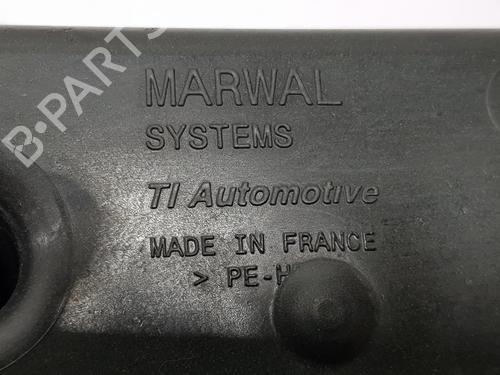 B-PARTS
MARWAL
SYSTEMS
TI Automotive
MADE IN FRANCE
> PE-H